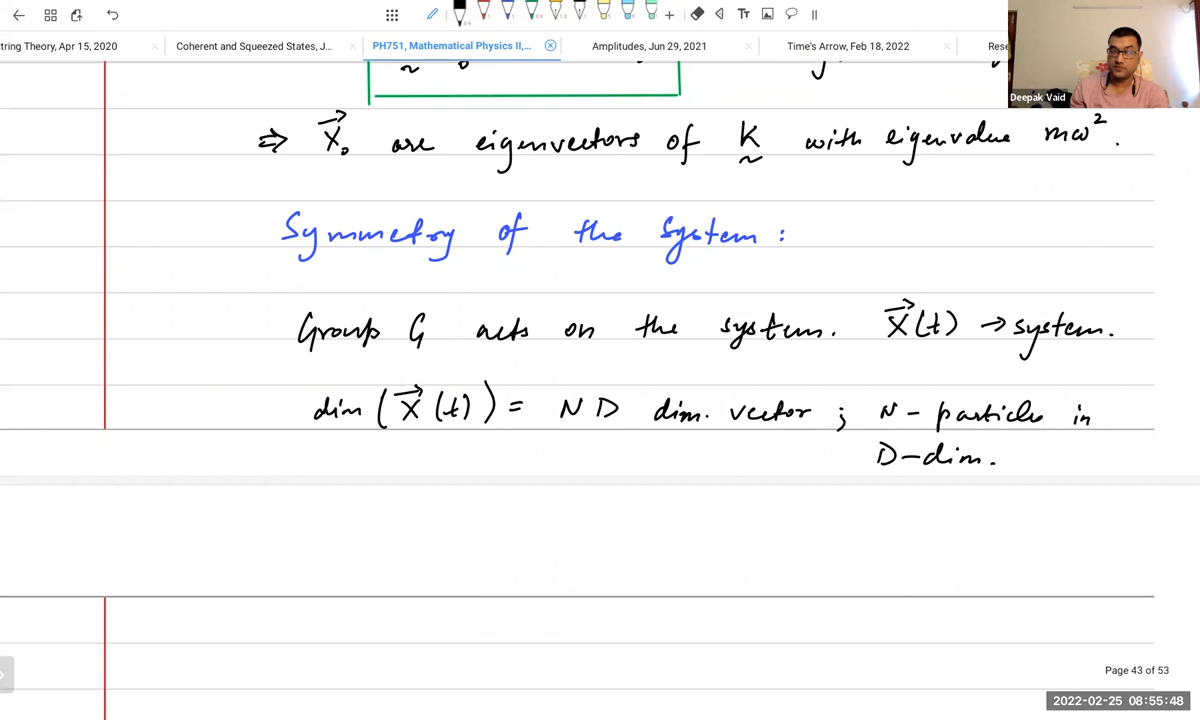 tring Theory, Apr 15, 2020
Coherent and Squeezed States, J...
PH751, Mathematical Physics II,...
Amplitudes, Jun 29, 2021
Time's Arrow, Feb 18, 2022
Rese
Deepak Vaid
⇒ X⃗₀ are eigenvectors of K with eigenvalue mω².
Symmetry of the System :
Group G acts on the system. X⃗(t) → system.
dim (X⃗(t)) = ND dim. vector ; N - particle in
D-dim.
Page 43 of 53
2022-02-25 08:55:48